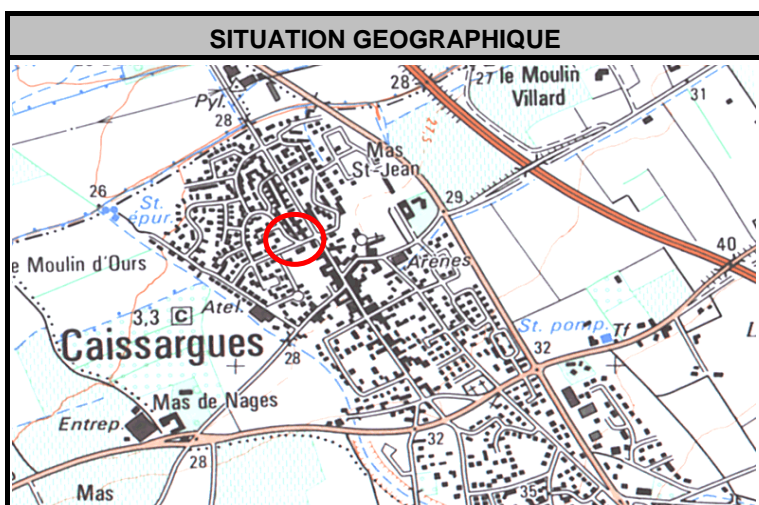 SITUATION GEOGRAPHIQUE
Pyl.
28
28
27 le Moulin
Villard
31
27,5
Mas
St-Jean
26
St.
épur.
29
e Moulin d'Ours
Arènes
40
3,3 C Atel.
St. pomp. Tf
Caissargues
28
32
Mas de Nages
Entrep.
28
32
35
Mas